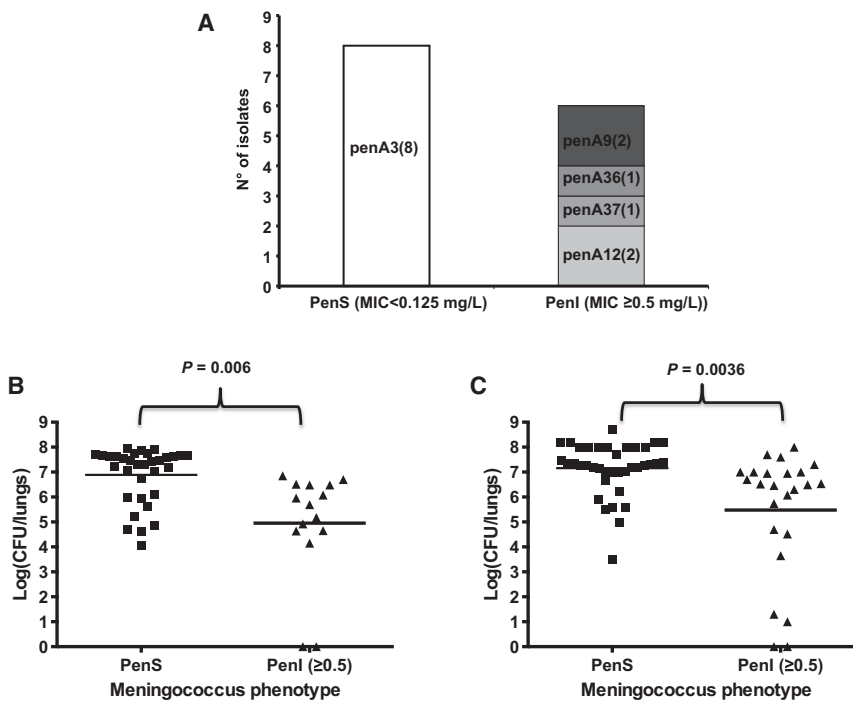 A
N° of isolates
9
8
7
6
5
4
3
2
1
0
penA3(8)
penA9(2)
penA36(1)
penA37(1)
penA12(2)
PenS (MIC<0.125 mg/L)
PenI (MIC ≥0.5 mg/L))
B
P = 0.006
Log(CFU/lungs)
9
8
7
6
5
4
3
2
1
0
PenS
PenI (≥0.5)
Meningococcus phenotype
C
P = 0.0036
Log(CFU/lungs)
9
8
7
6
5
4
3
2
1
0
PenS
PenI (≥0.5)
Meningococcus phenotype